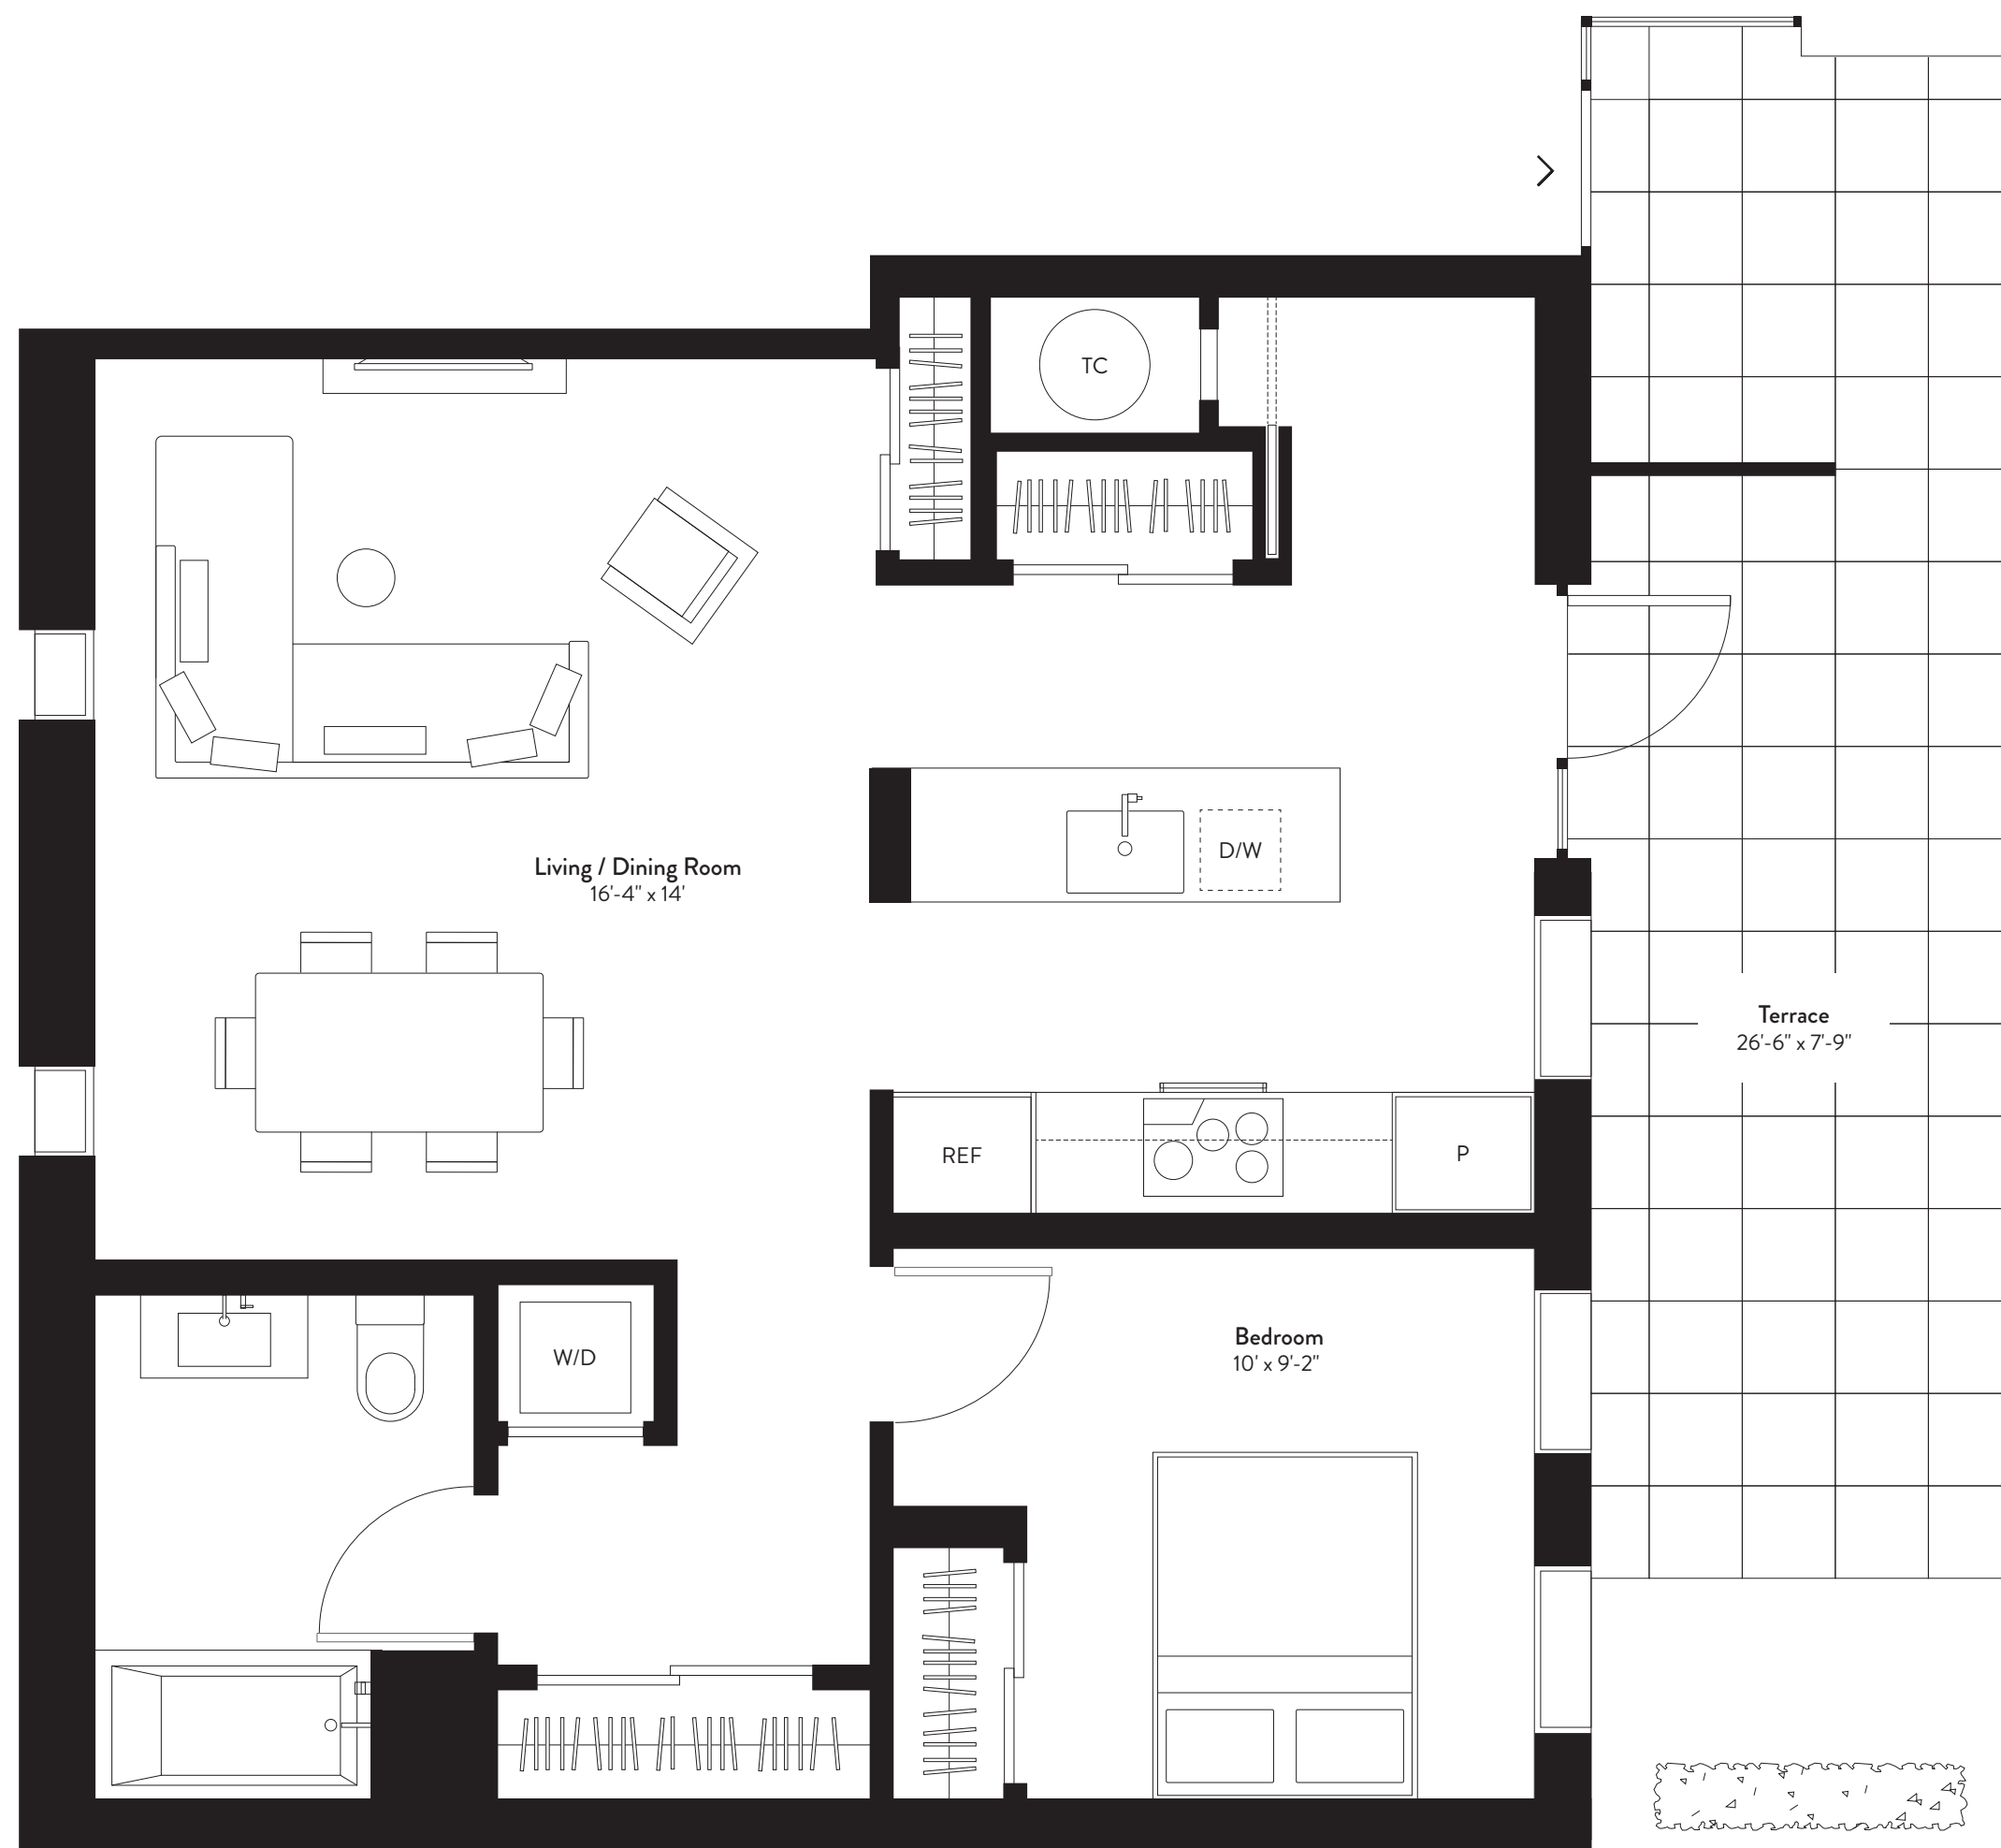 TC
D/W
Living / Dining Room
16'-4" x 14'
Terrace
26'-6" x 7'-9"
REF
P
Bedroom
10' x 9'-2"
W/D